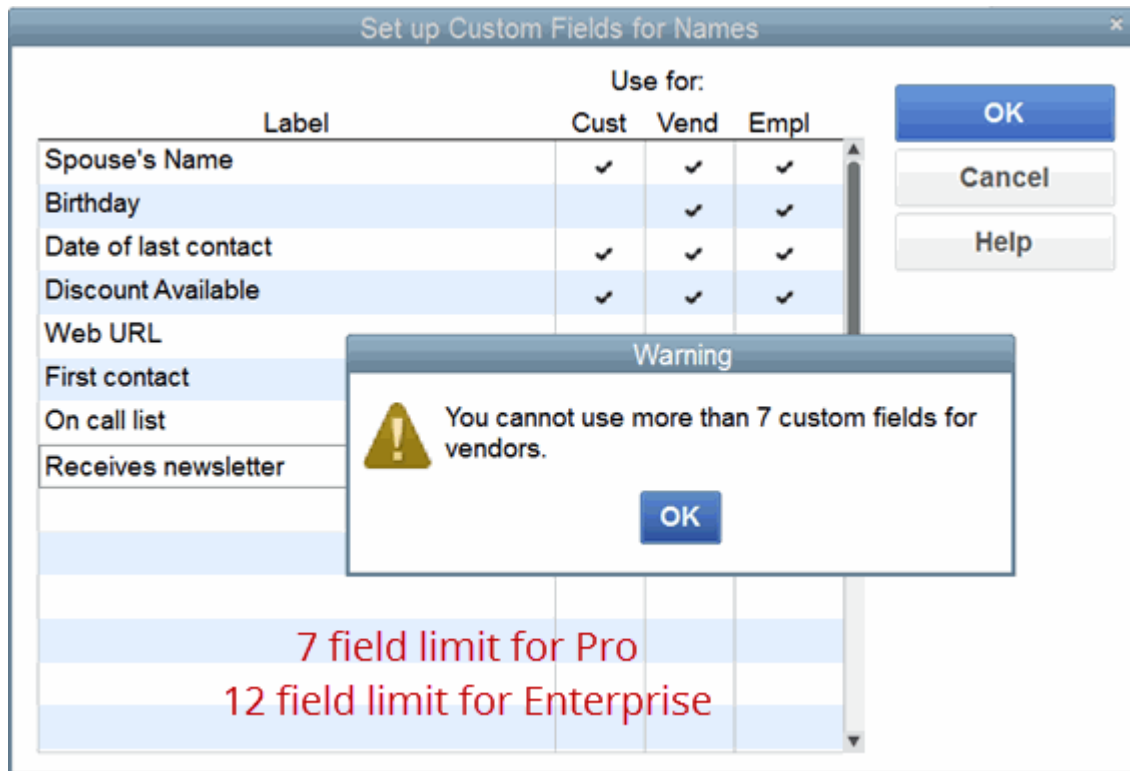 Set up Custom Fields for Names
Use for:
Label Cust Vend Empl
Spouse's Name
Birthday
Date of last contact
Discount Available
Web URL
First contact
On call list
Receives newsletter
OK
Cancel
Help
Warning
You cannot use more than 7 custom fields for
vendors.
OK
7 field limit for Pro
12 field limit for Enterprise